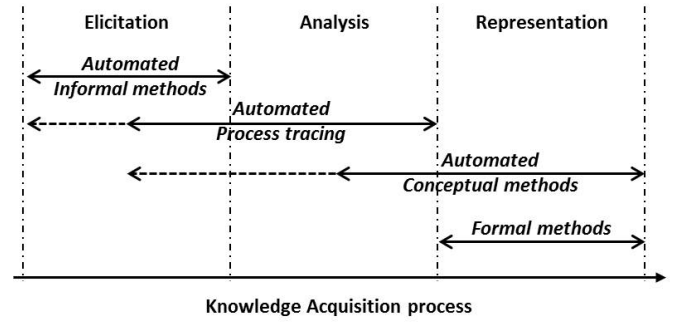 Elicitation Analysis Representation
Automated
Informal methods
Automated
Process tracing
Automated
Conceptual methods
Formal methods
Knowledge Acquisition process